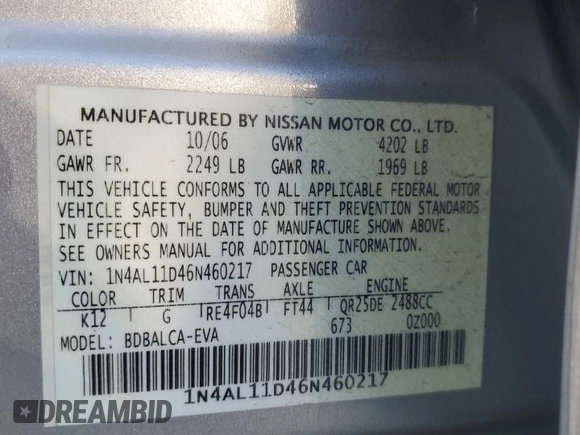 MANUFACTURED BY NISSAN MOTOR CO., LTD.
DATE 10/06 GVWR 4202 LB
GAWR FR. 2249 LB GAWR RR. 1969 LB
THIS VEHICLE CONFORMS TO ALL APPLICABLE FEDERAL MOTOR
VEHICLE SAFETY, BUMPER AND THEFT PREVENTION STANDARDS
IN EFFECT ON THE DATE OF MANUFACTURE SHOWN ABOVE.
SEE OWNERS MANUAL FOR ADDITIONAL INFORMATION.
VIN: 1N4AL11D46N460217 PASSENGER CAR
COLOR TRIM TRANS AXLE ENGINE
K12 G RE4F04B FT44 QR25DE 2488CC
MODEL: BDBALCA-EVA 673 0Z000
1N4AL11D46N460217
DREAMBID